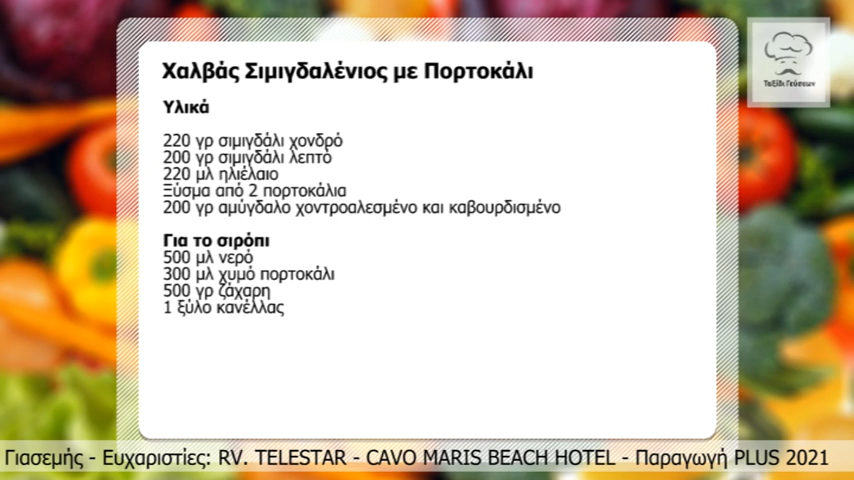 Χαλβάς Σιμιγδαλένιος με Πορτοκάλι
Ταξίδι Γεύσεων
Υλικά
220 γρ σιμιγδάλι χονδρό
200 γρ σιμιγδάλι λεπτό
220 μλ ηλιέλαιο
Ξύσμα από 2 πορτοκάλια
200 γρ αμύγδαλο χοντροαλεσμένο και καβουρδισμένο
Για το σιρόπι
500 μλ νερό
300 μλ χυμό πορτοκάλι
500 γρ ζάχαρη
1 ξύλο κανέλλας
Γιασεμής - Ευχαριστίες: RV. TELESTAR - CAVO MARIS BEACH HOTEL - Παραγωγή PLUS 2021